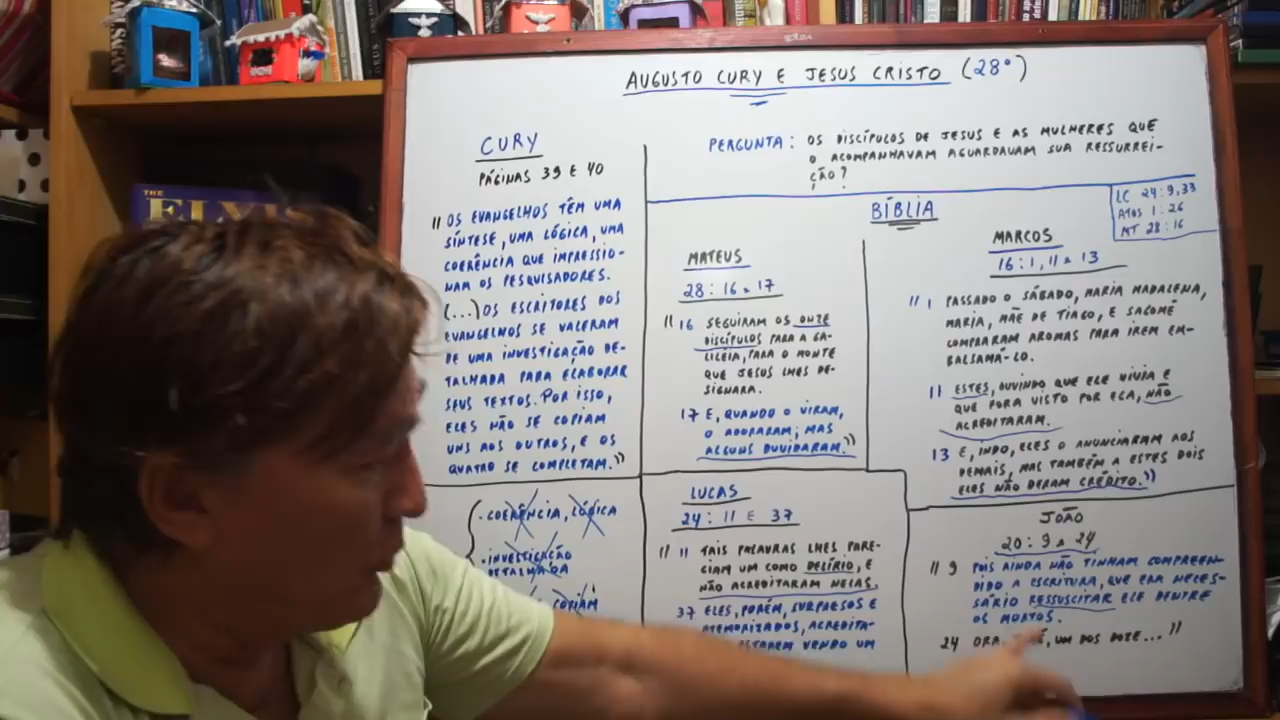 THE
ELVIS
AUGUSTO CURY E JESUS CRISTO (28º)
CURY
PÁGINAS 39 E 40
"OS EVANGELHOS TÊM UMA
SÍNTESE, UMA LÓGICA, UMA
COERÊNCIA QUE IMPRESSIO-
NAM OS PESQUISADORES.
(...) OS ESCRITORES DOS
EVANGELHOS SE VALERAM
DE UMA INVESTIGAÇÃO DE-
TALHADA PARA ELABORAR
SEUS TEXTOS. POR ISSO,
ELES NÃO SE COPIAM
UNS AOS OUTROS, E OS
QUATRO SE COMPLETAM."
• COERÊNCIA, LÓGICA
• INVESTIGAÇÃO
DETALHADA
COPIAM
PERGUNTA: OS DISCÍPULOS DE JESUS E AS MULHERES QUE
O ACOMPANHAVAM AGUARDAVAM SUA RESSURREI-
ÇÃO?
LC 24:9,33
ATOS 1:26
MT 28:16
BÍBLIA
MATEUS
28:16 a 17
"16 SEGUIRAM OS ONZE
DISCÍPULOS PARA A GA-
LILEIA, PARA O MONTE
QUE JESUS LHES DE-
SIGNARA.
17 E, QUANDO O VIRAM,
O ADORARAM; MAS
ALGUNS DUVIDARAM."
MARCOS
16:1, 11 a 13
"1 PASSADO O SÁBADO, MARIA MADALENA,
MARIA, MÃE DE TIAGO, E SALOMÉ
COMPRARAM AROMAS PARA IREM EM-
BALSAMÁ-LO.
11 ESTES, OUVINDO QUE ELE VIVIA E
QUE FORA VISTO POR ELA, NÃO
ACREDITARAM.
13 E, INDO, ELES O ANUNCIARAM AOS
DEMAIS, MAS TAMBÉM A ESTES DOIS
ELES NÃO DERAM CRÉDITO."
LUCAS
24:11 E 37
"11 TAIS PALAVRAS LHES PARE-
CIAM UM COMO DELÍRIO, E
NÃO ACREDITARAM NELAS.
37 ELES, PORÉM, SURPRESOS E
ATEMORIZADOS, ACREDITA-
ESTAREM VENDO UM
JOÃO
20:9 a 24
"9 POIS AINDA NÃO TINHAM COMPREEN-
DIDO A ESCRITURA, QUE ERA NECES-
SÁRIO RESSUSCITAR ELE DENTRE
OS MORTOS.
24 ORA, UM DOS DOZE..."